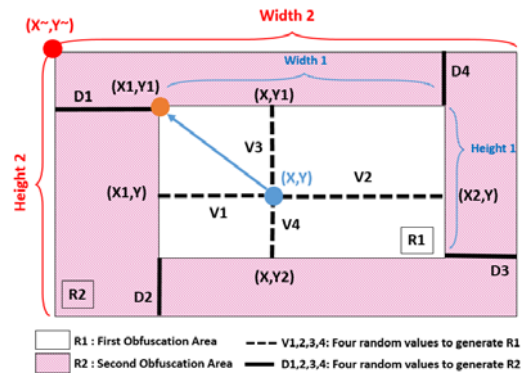 Width 2
(X~,Y~)
D4
Width 1
(X1,Y1)
(X,Y1)
D1
V3
Height 1
Height 2
(X,Y)
V2
(X1,Y)
(X2,Y)
V1
V4
R1
D3
(X,Y2)
R2
D2
R1 : First Obfuscation Area
V1,2,3,4: Four random values to generate R1
R2 : Second Obfuscation Area
D1,2,3,4: Four random values to generate R2